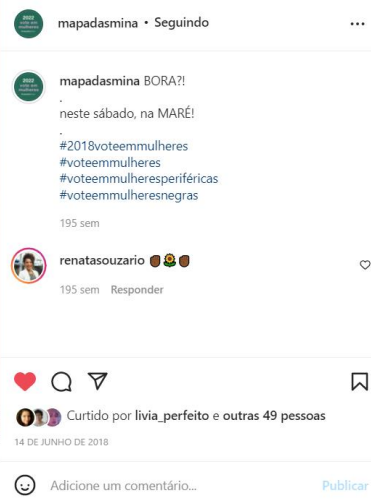 mapadasmina • Seguindo
mapadasmina BORA?!
.
neste sábado, na MARÉ!
.
#2018voteemmulheres
#voteemmulheres
#voteemmulheresperiféricas
#voteemmulheresnegras
195 sem
renatasouzario ✊🏾🌻✊🏾
195 sem Responder
Curtido por livia_perfeito e outras 49 pessoas
14 DE JUNHO DE 2018
Adicione um comentário... Publicar